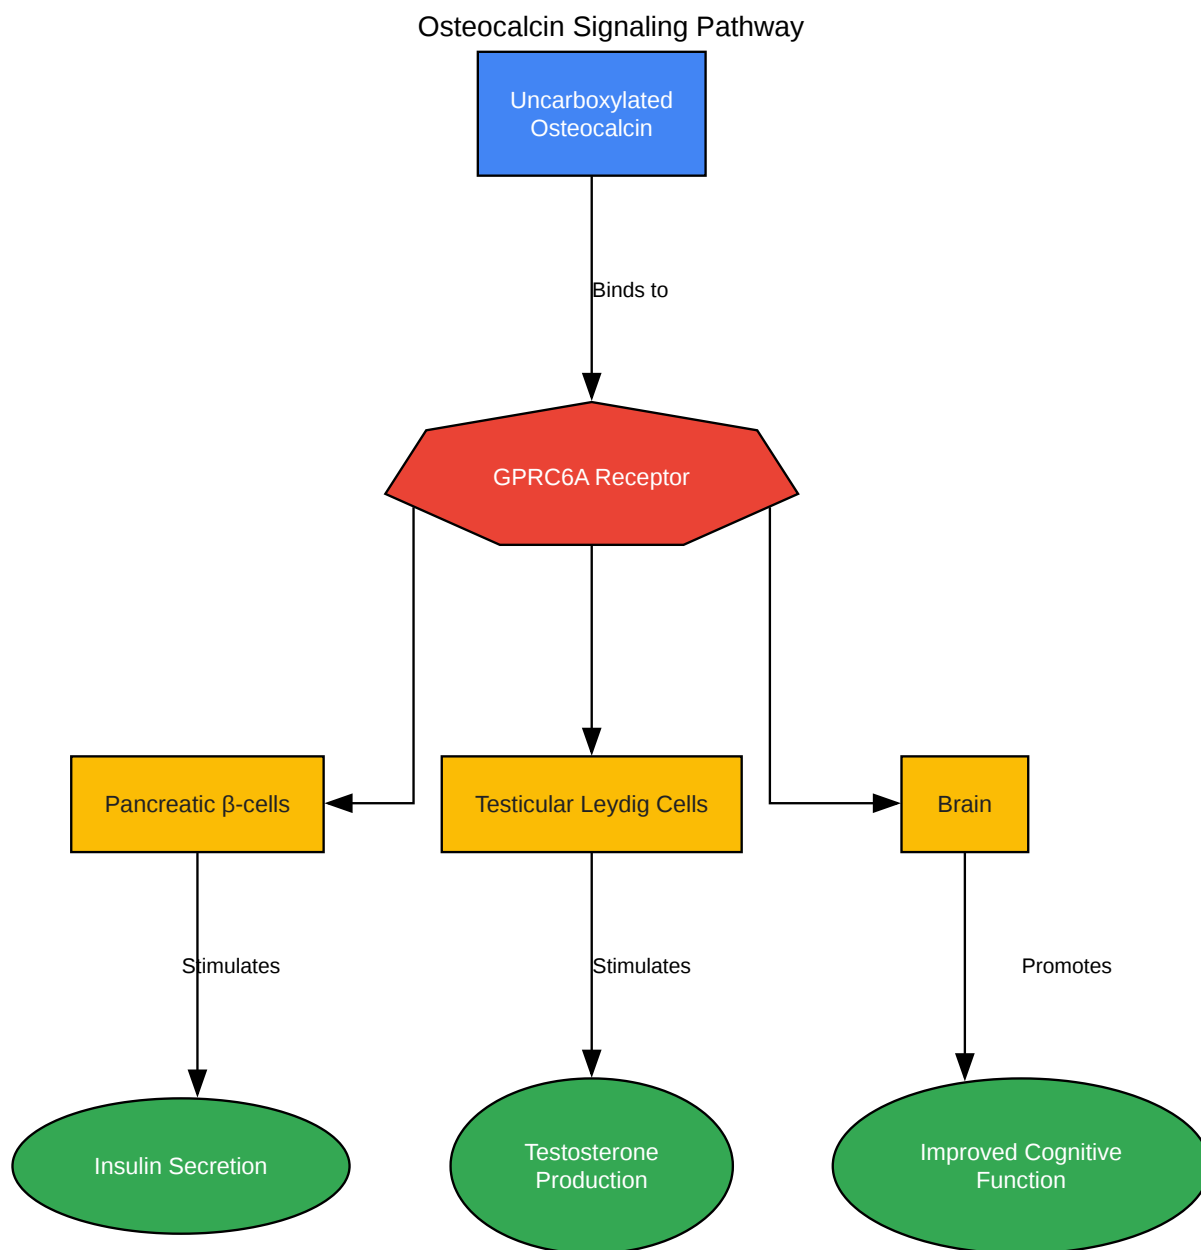 Osteocalcin Signaling Pathway
Uncarboxylated
Osteocalcin
Binds to
GPRC6A Receptor
Pancreatic β-cells
Testicular Leydig Cells
Brain
Stimulates
Stimulates
Promotes
Insulin Secretion
Testosterone
Production
Improved Cognitive
Function